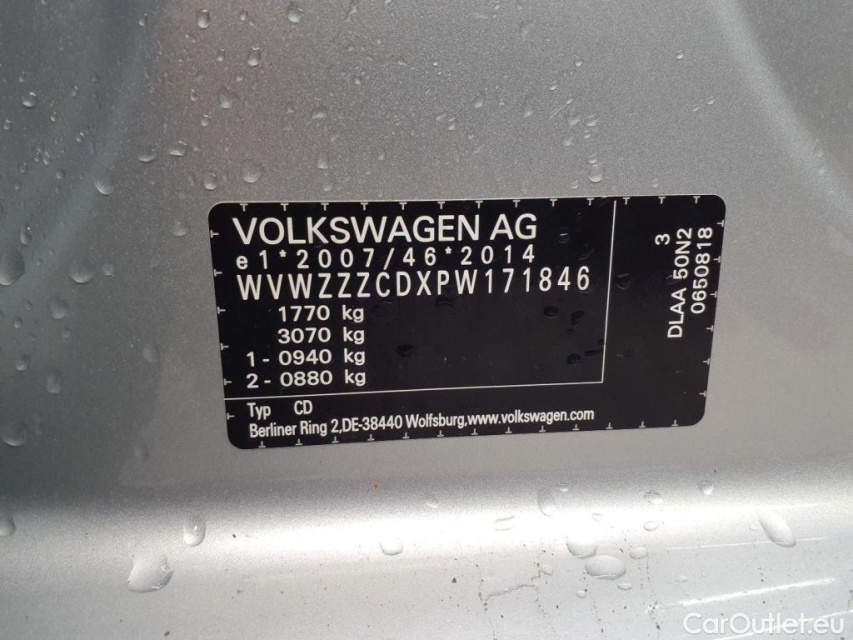 VOLKSWAGEN AG
e1*2007/46*2014
WVWZZZCDXPW171846
1770 kg
3070 kg
1 - 0940 kg
2 - 0880 kg
Typ CD
Berliner Ring 2,DE-38440 Wolfsburg,www.volkswagen.com
3
DLAA 50N2
0650818
CarOutlet.eu